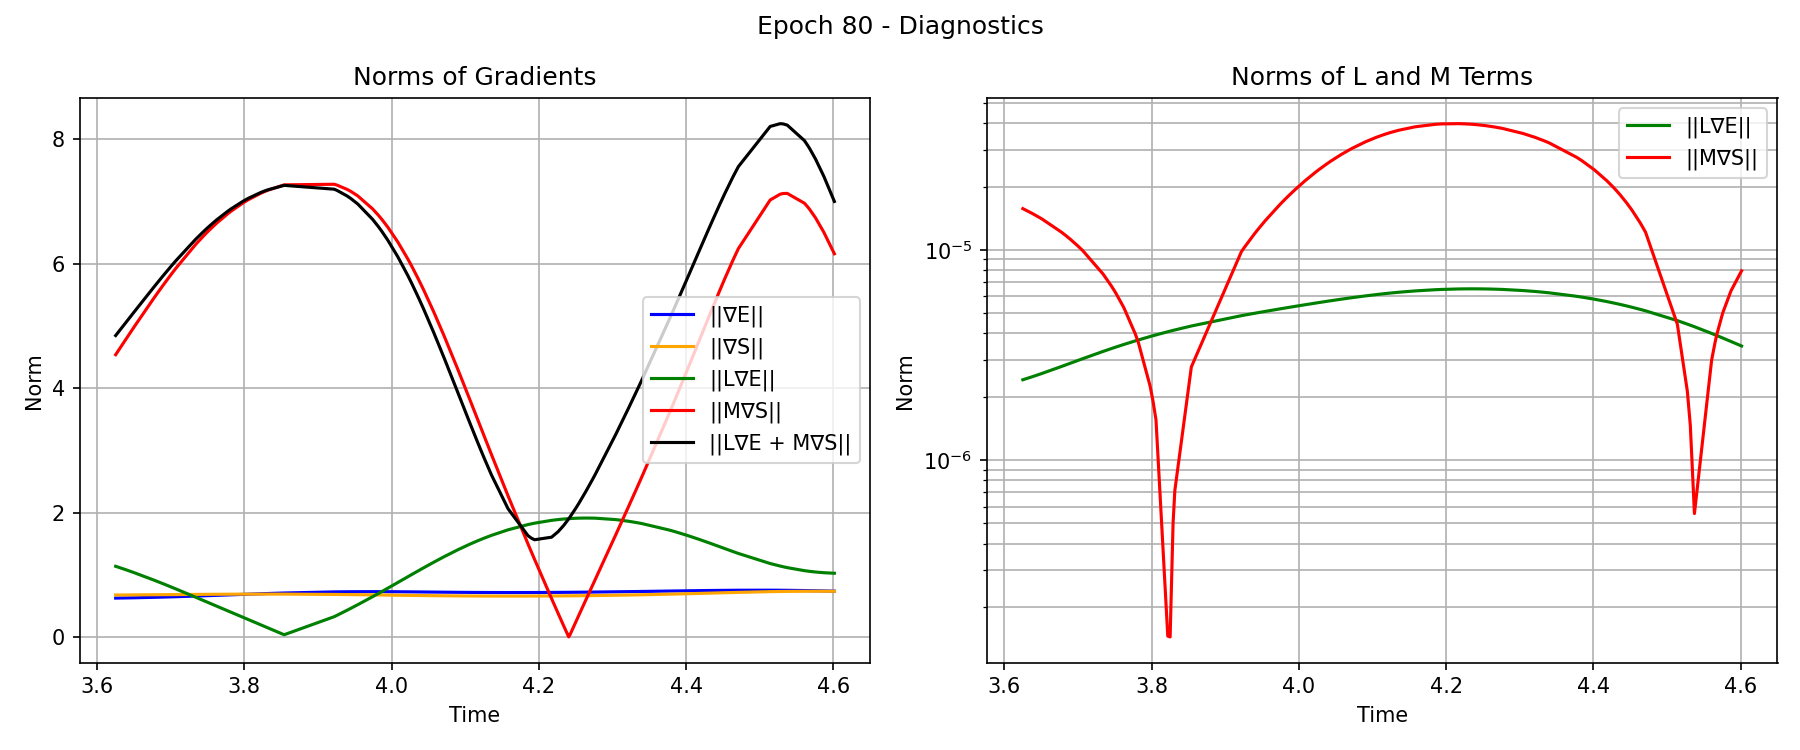 Epoch 80 - Diagnostics
Norms of Gradients
8
6
4
2
0
Norm
3.6 3.8 4.0 4.2 4.4 4.6
Time
||∇E||
||∇S||
||L∇E||
||M∇S||
||L∇E + M∇S||
Norms of L and M Terms
10⁻⁵
10⁻⁶
Norm
3.6 3.8 4.0 4.2 4.4 4.6
Time
||L∇E||
||M∇S||